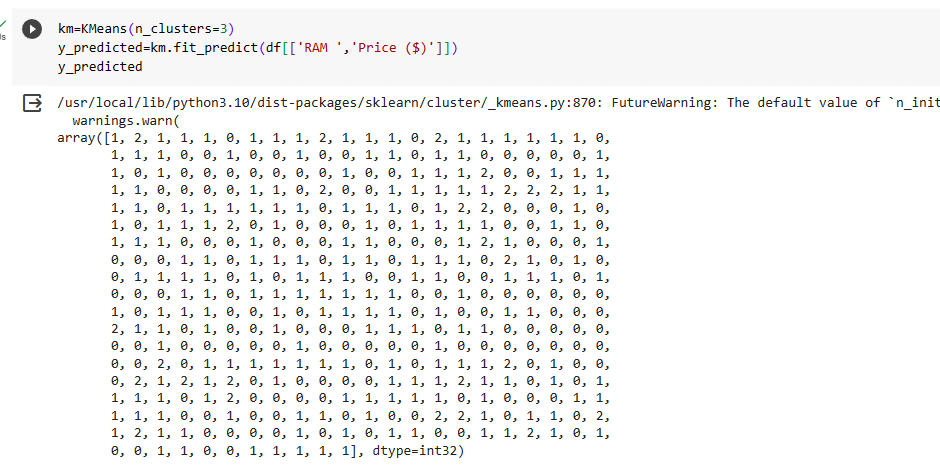 km=KMeans(n_clusters=3)
y_predicted=km.fit_predict(df[['RAM ','Price ($)']])
y_predicted
/usr/local/lib/python3.10/dist-packages/sklearn/cluster/_kmeans.py:870: FutureWarning: The default value of `n_init
warnings.warn(
array([1, 2, 1, 1, 1, 0, 1, 1, 1, 2, 1, 1, 1, 0, 2, 1, 1, 1, 1, 1, 1, 0,
1, 1, 1, 0, 0, 1, 0, 0, 1, 0, 0, 1, 1, 0, 1, 1, 0, 0, 0, 0, 0, 1,
1, 0, 1, 0, 0, 0, 0, 0, 0, 0, 1, 0, 0, 1, 1, 1, 2, 0, 0, 1, 1, 1,
1, 1, 0, 0, 0, 0, 1, 1, 0, 2, 0, 0, 1, 1, 1, 1, 1, 2, 2, 2, 1, 1,
1, 1, 0, 1, 1, 1, 1, 1, 1, 0, 1, 1, 1, 0, 1, 2, 2, 0, 0, 0, 1, 0,
1, 0, 1, 1, 1, 2, 0, 1, 0, 0, 0, 1, 0, 1, 1, 1, 1, 0, 0, 1, 1, 0,
1, 1, 1, 0, 0, 0, 1, 0, 0, 0, 1, 1, 0, 0, 0, 1, 2, 1, 0, 0, 0, 1,
0, 0, 0, 1, 1, 0, 1, 1, 1, 0, 1, 1, 0, 1, 1, 1, 0, 2, 1, 0, 1, 0,
0, 1, 1, 1, 1, 0, 1, 0, 1, 1, 1, 0, 0, 1, 1, 0, 0, 1, 1, 1, 0, 1,
0, 0, 0, 1, 1, 0, 1, 1, 1, 1, 1, 1, 1, 0, 0, 1, 0, 0, 0, 0, 0, 0,
1, 0, 1, 1, 1, 0, 0, 1, 0, 1, 1, 1, 1, 0, 1, 0, 0, 1, 1, 0, 0, 0,
2, 1, 1, 0, 1, 0, 0, 1, 0, 0, 0, 1, 1, 1, 0, 1, 1, 0, 0, 0, 0, 0,
0, 0, 1, 0, 0, 0, 0, 0, 1, 0, 0, 0, 0, 0, 1, 0, 0, 0, 0, 0, 0, 0,
0, 0, 2, 0, 1, 1, 1, 1, 1, 1, 1, 0, 1, 0, 1, 1, 1, 2, 0, 1, 0, 0,
0, 2, 1, 2, 1, 2, 0, 1, 0, 0, 0, 0, 1, 1, 1, 2, 1, 1, 0, 1, 0, 1,
1, 1, 1, 0, 1, 2, 0, 0, 0, 0, 1, 1, 1, 1, 1, 0, 1, 0, 0, 0, 1, 1,
1, 1, 1, 0, 0, 1, 0, 0, 1, 1, 0, 1, 0, 0, 2, 2, 1, 0, 1, 1, 0, 2,
1, 2, 1, 1, 0, 0, 0, 0, 1, 0, 1, 0, 1, 1, 0, 0, 1, 1, 2, 1, 0, 1,
0, 0, 1, 1, 0, 0, 1, 1, 1, 1, 1], dtype=int32)